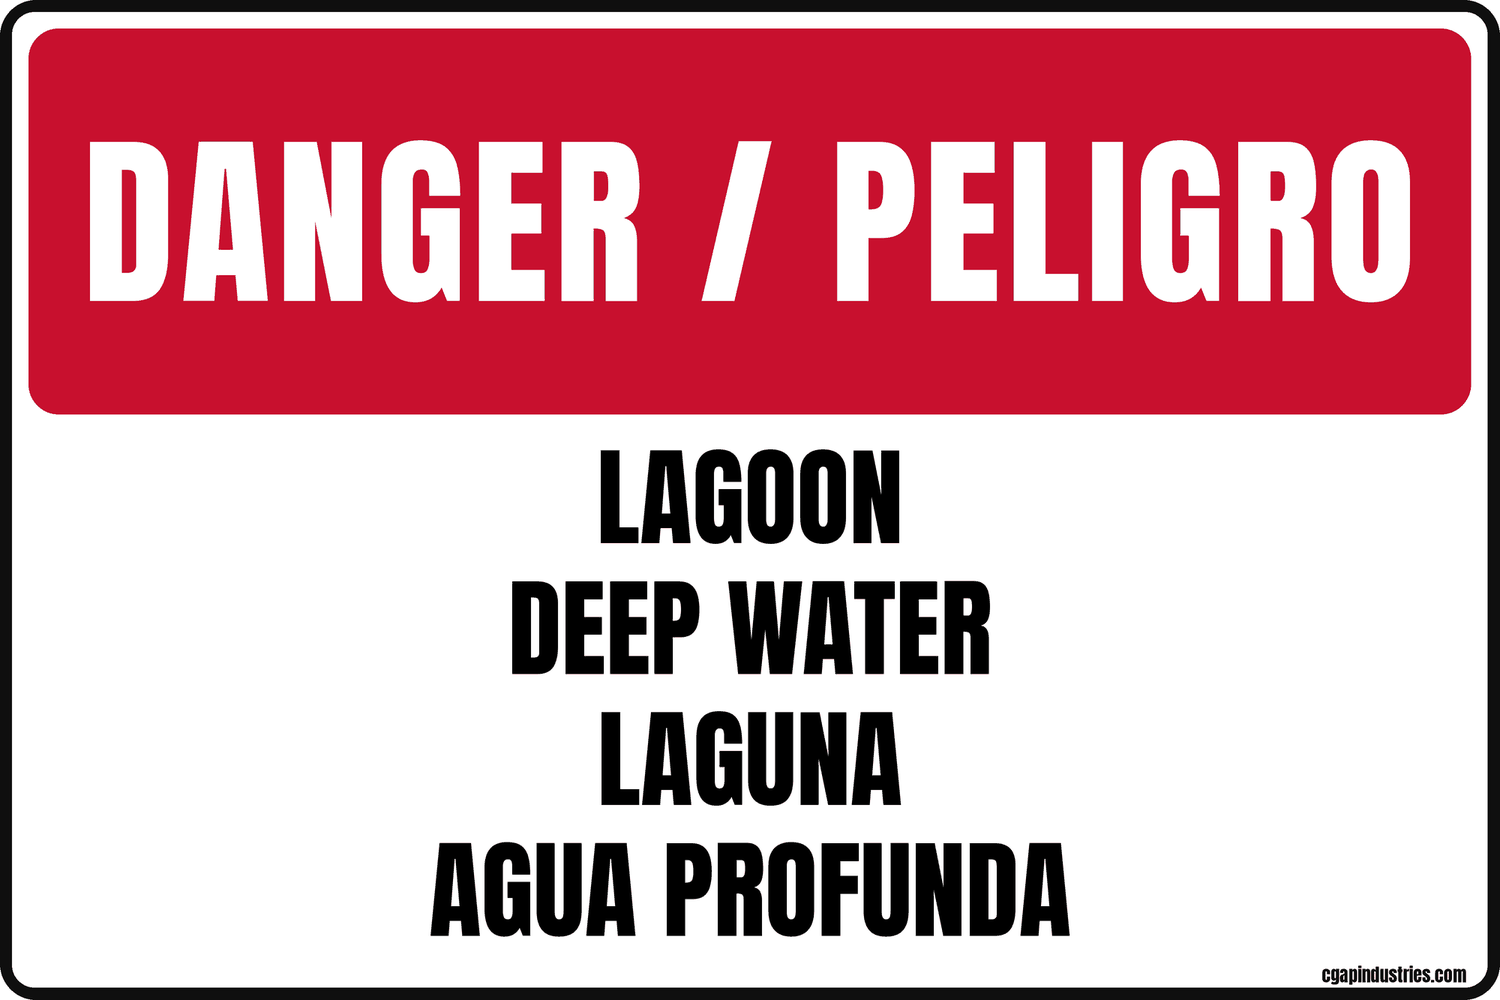 DANGER / PELIGRO
LAGOON
DEEP WATER
LAGUNA
AGUA PROFUNDA
cgapindustries.com